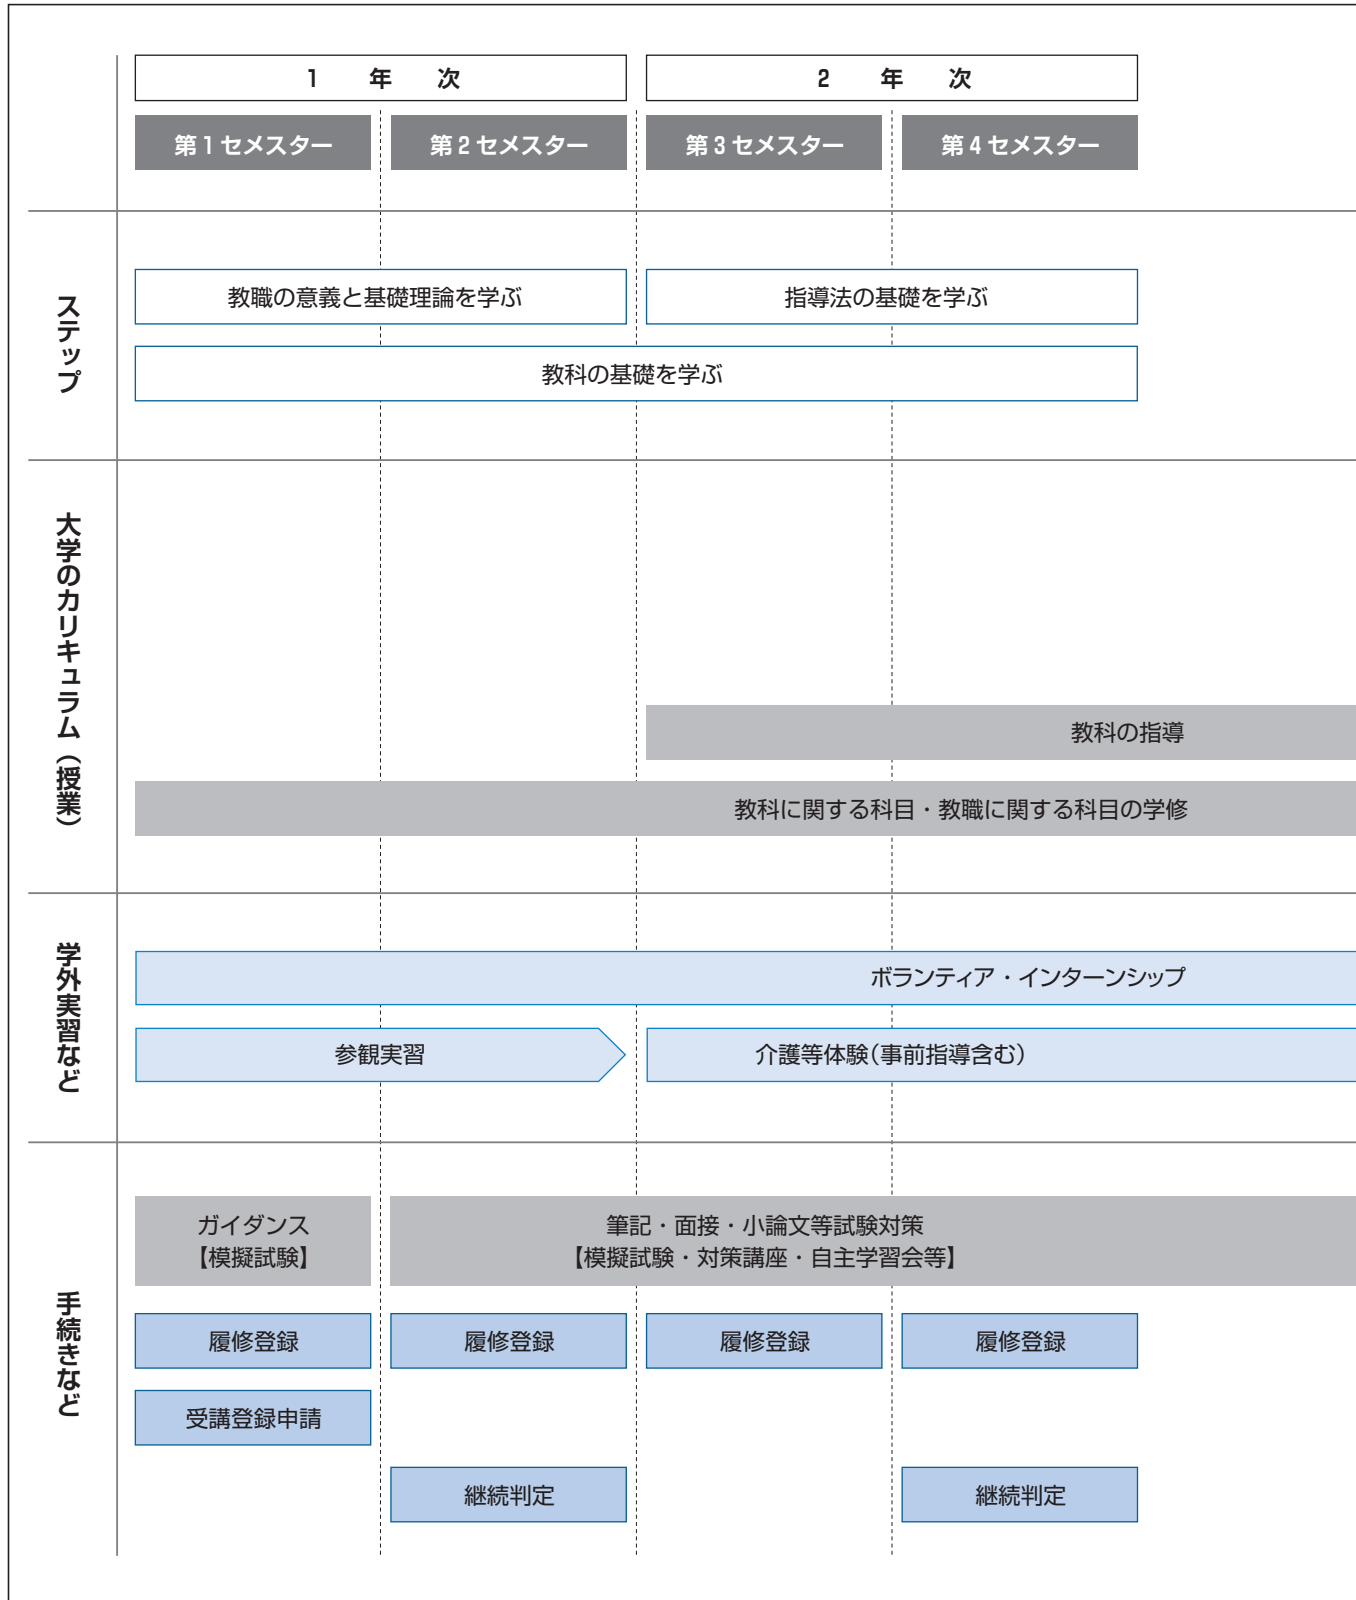 1 年 次
2 年 次
第1セメスター
第2セメスター
第3セメスター
第4セメスター
ステップ
教職の意義と基礎理論を学ぶ
指導法の基礎を学ぶ
教科の基礎を学ぶ
大学のカリキュラム（授業）
教科の指導
教科に関する科目・教職に関する科目の学修
学外実習など
ボランティア・インターンシップ
参観実習
介護等体験（事前指導含む）
手続きなど
ガイダンス
【模擬試験】
筆記・面接・小論文等試験対策
【模擬試験・対策講座・自主学習会等】
履修登録
履修登録
履修登録
履修登録
受講登録申請
継続判定
継続判定